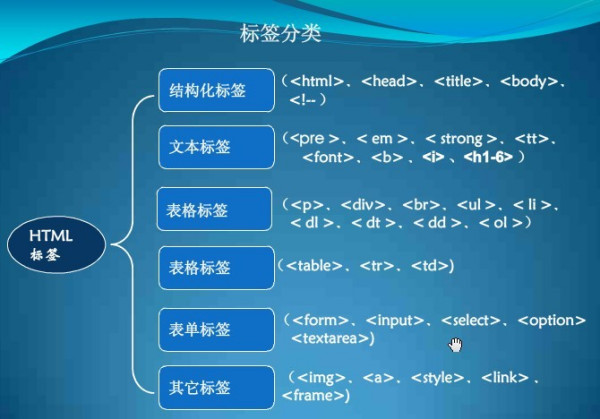 标签分类
结构化标签
（<html>、<head>、<title>、<body>、
<!-- ）
文本标签
（<pre >、< em >、< strong >、<tt>、
<font>、<b> 、<i> 、<h1-6> ）
表格标签
（<p>、<div>、<br>、<ul >、< li >、
< dl >、< dt >、< dd >、< ol >）
HTML
标签
表格标签
（<table>、<tr>、<td>)
表单标签
（<form>、<input>、<select>、<option>
<textarea>)
其它标签
（<img>、<a>、<style>、<link> 、
<frame>)